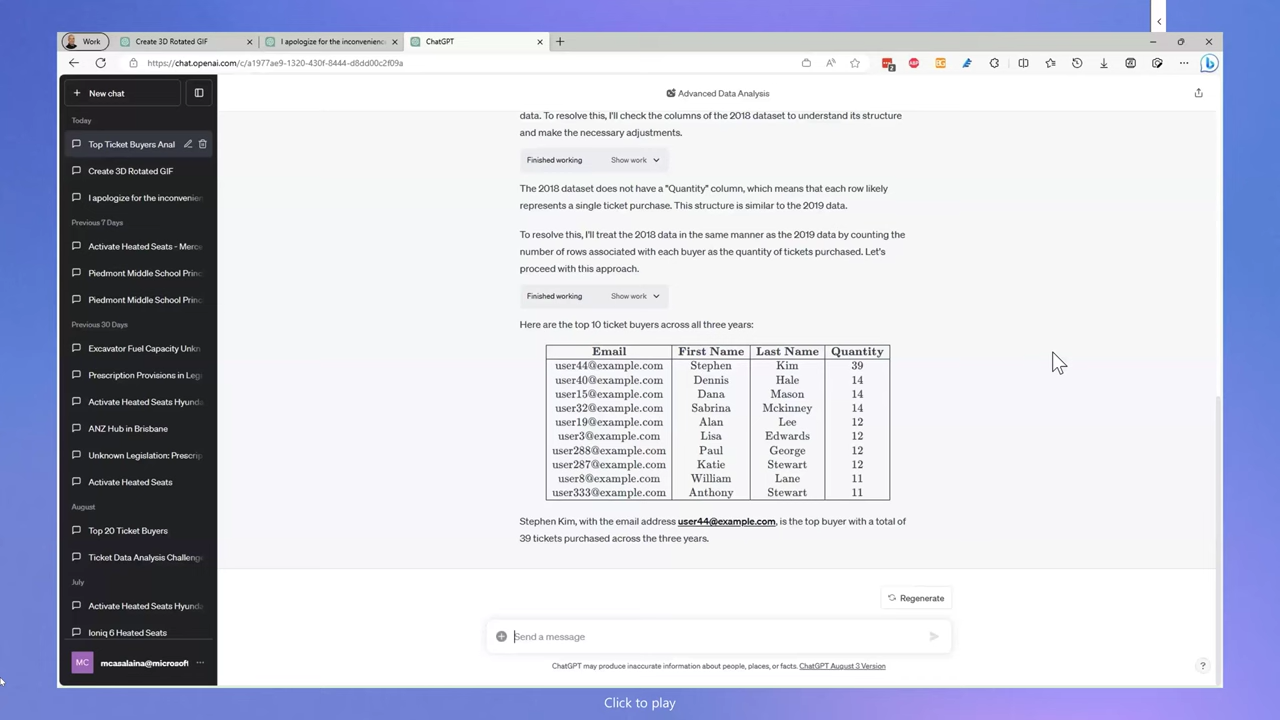 Work
Create 3D Rotated GIF
I apologize for the inconvenienc
ChatGPT
https://chat.openai.com/c/a1977ae9-1320-430f-8444-d8dd00c2f09a
New chat
Advanced Data Analysis
Today
Top Ticket Buyers Anal
Create 3D Rotated GIF
I apologize for the inconvenien
Previous 7 Days
Activate Heated Seats - Merce
Piedmont Middle School Princ
Piedmont Middle School Princ
Previous 30 Days
Excavator Fuel Capacity Unkn
Prescription Provisions in Leg
Activate Heated Seats Hyund
ANZ Hub in Brisbane
Unknown Legislation: Prescrip
Activate Heated Seats
August
Top 20 Ticket Buyers
Ticket Data Analysis Challenge
July
Activate Heated Seats Hyund
Ioniq 6 Heated Seats
MC mcasalaina@microsoft
data. To resolve this, I'll check the columns of the 2018 dataset to understand its structure
and make the necessary adjustments.
Finished working Show work
The 2018 dataset does not have a "Quantity" column, which means that each row likely
represents a single ticket purchase. This structure is similar to the 2019 data.
To resolve this, I'll treat the 2018 data in the same manner as the 2019 data by counting the
number of rows associated with each buyer as the quantity of tickets purchased. Let's
proceed with this approach.
Finished working Show work
Here are the top 10 ticket buyers across all three years:
Email First Name Last Name Quantity
user44@example.com Stephen Kim 39
user40@example.com Dennis Hale 14
user15@example.com Dana Mason 14
user32@example.com Sabrina Mckinney 14
user19@example.com Alan Lee 12
user3@example.com Lisa Edwards 12
user288@example.com Paul George 12
user287@example.com Katie Stewart 12
user8@example.com William Lane 11
user333@example.com Anthony Stewart 11
Stephen Kim, with the email address user44@example.com, is the top buyer with a total of
39 tickets purchased across the three years.
Regenerate
Send a message
ChatGPT may produce inaccurate information about people, places, or facts. ChatGPT August 3 Version
?
Click to play